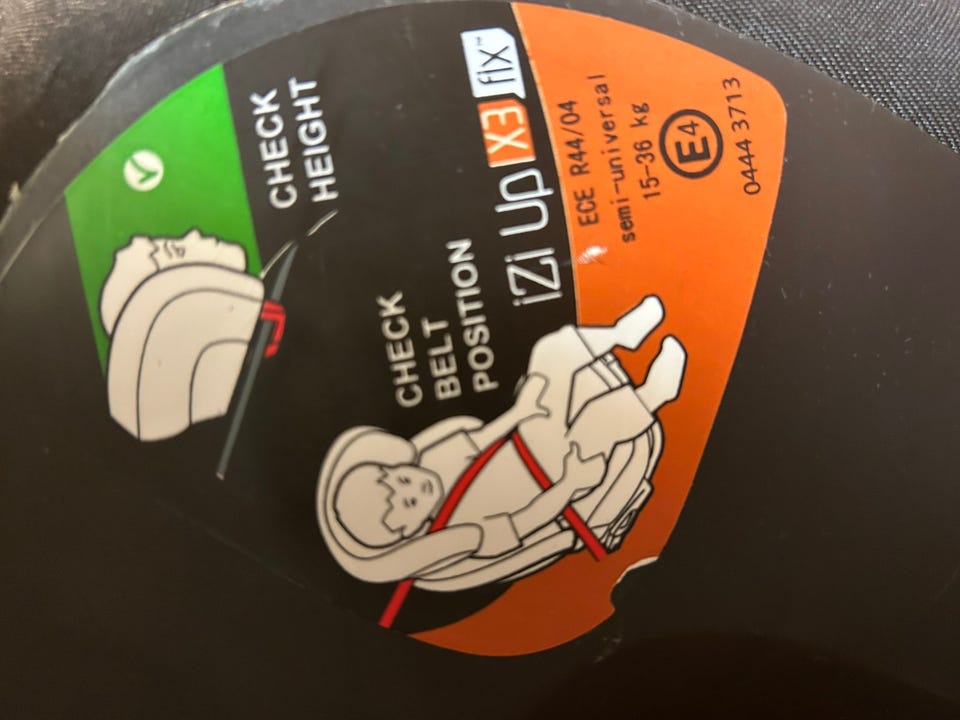 CHECK
HEIGHT
CHECK
BELT
POSITION
iZi Up X3 fix™
ECE R44/04
semi-universal
15-36 kg
E4
0444 3713